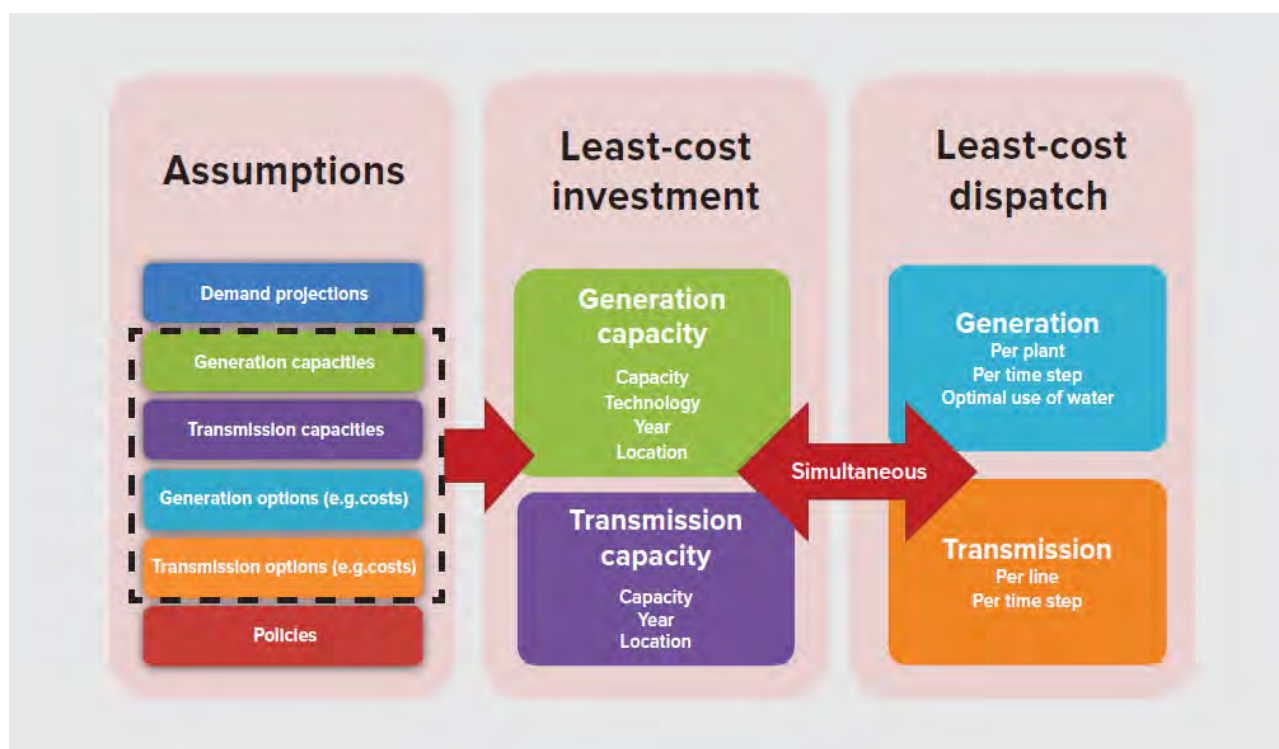 Assumptions
Demand projections
Generation capacities
Transmission capacities
Generation options (e.g.costs)
Transmission options (e.g.costs)
Policies
Least-cost
investment
Generation
capacity
Capacity
Technology
Year
Location
Transmission
capacity
Capacity
Year
Location
Simultaneous
Least-cost
dispatch
Generation
Per plant
Per time step
Optimal use of water
Transmission
Per line
Per time step